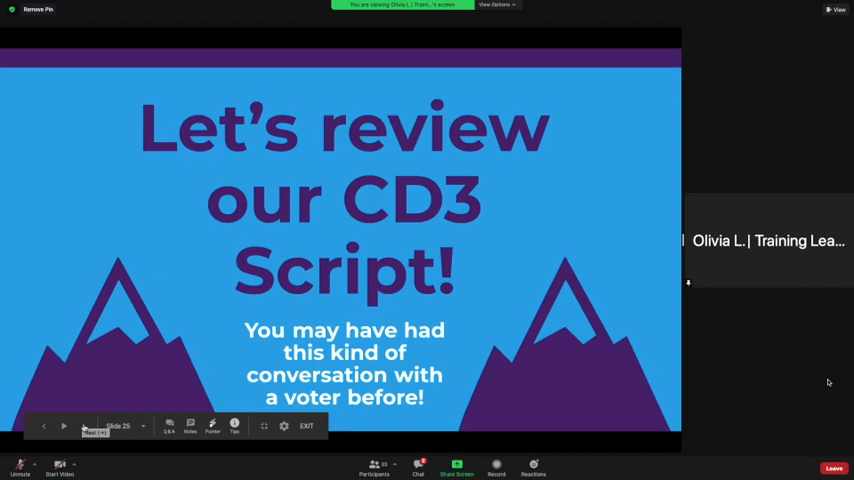 Remove Pin
You are viewing Olivia L.| Traini...'s screen
View Options
View
Let's review
our CD3
Script!
You may have had
this kind of
conversation with
a voter before!
Olivia L.| Training Lea...
Slide 25
Q&A
Notes
Pointer
Tips
EXIT
Next (→)
Unmute
Start Video
Participants
Chat
Share Screen
Record
Reactions
Leave